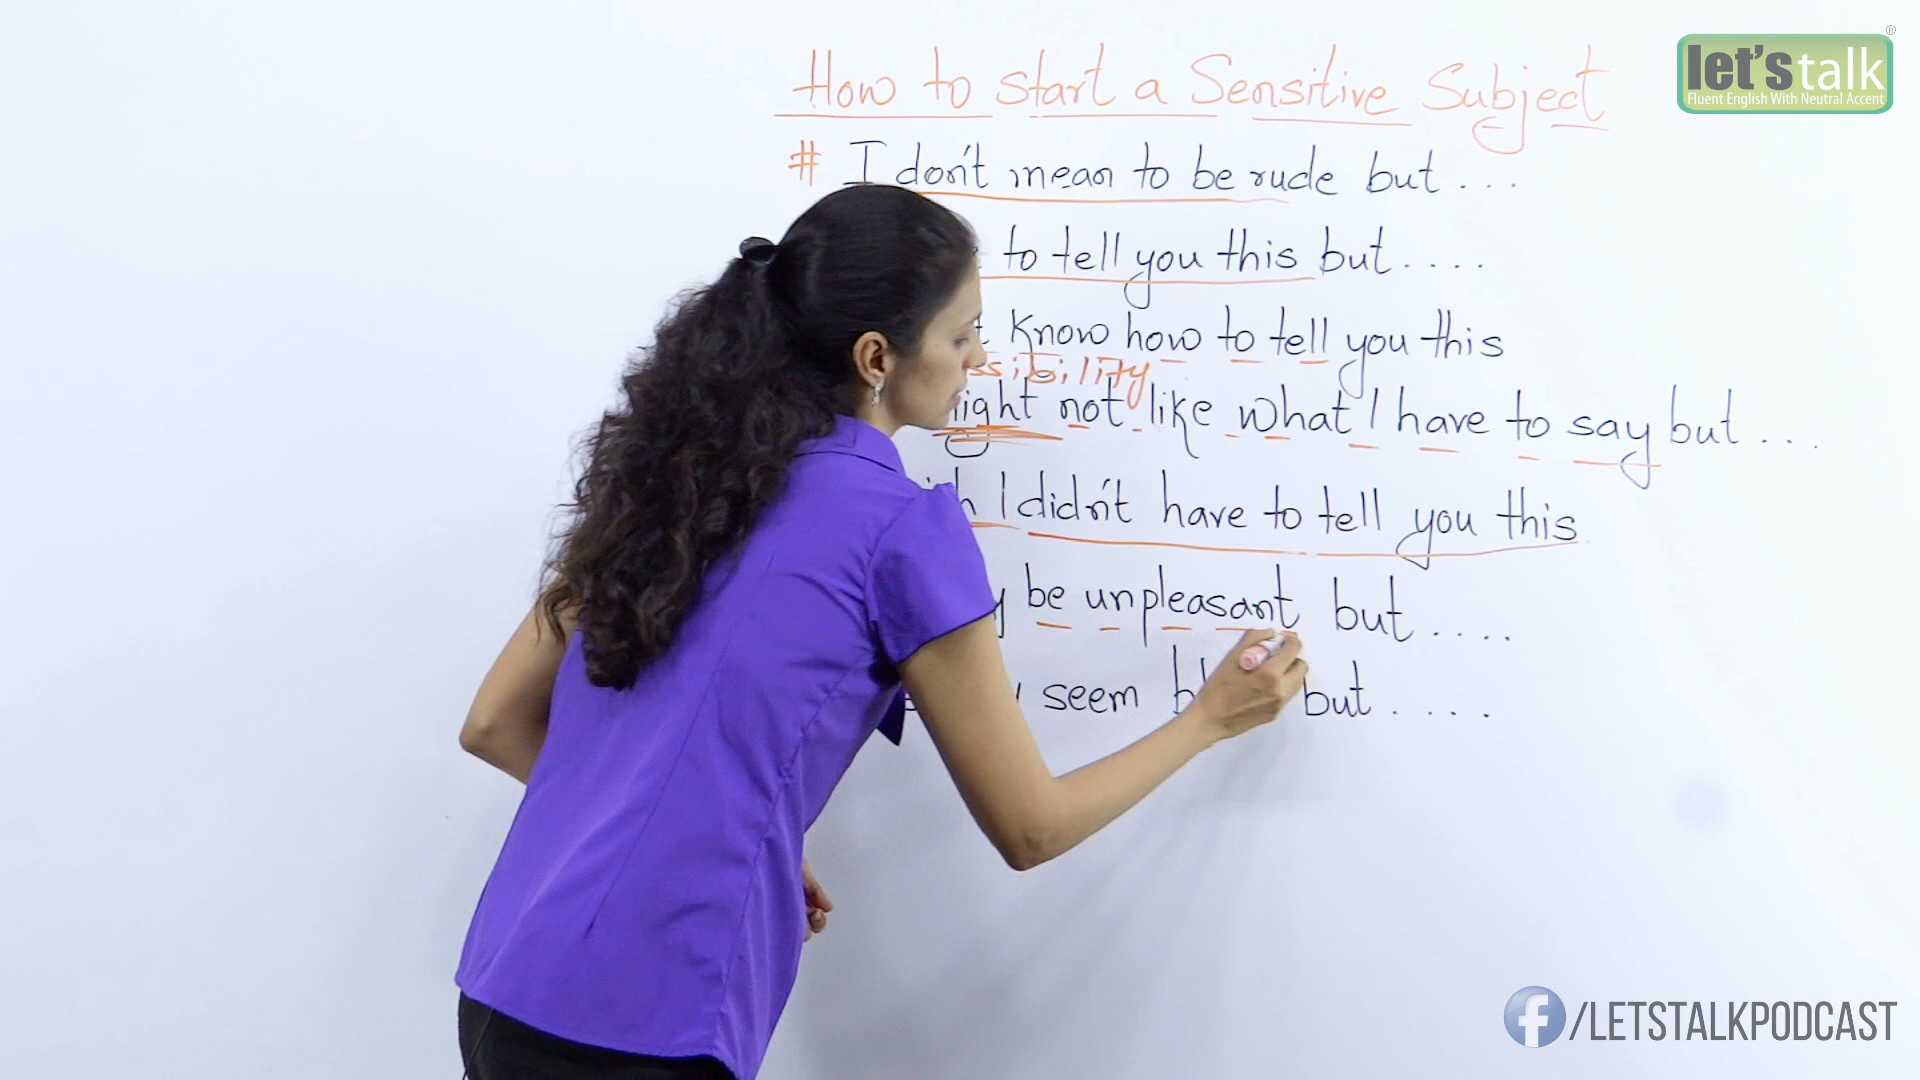 How to start a Sensitive Subject
let's talk
®
Fluent English With Neutral Accent
# I don't mean to be rude but ...
to tell you this but ....
know how to tell you this
ssibility
ight not like what I have to say but ...
I didn't have to tell you this
be unpleasant but ....
seem but ....
f/LETSTALKPODCAST